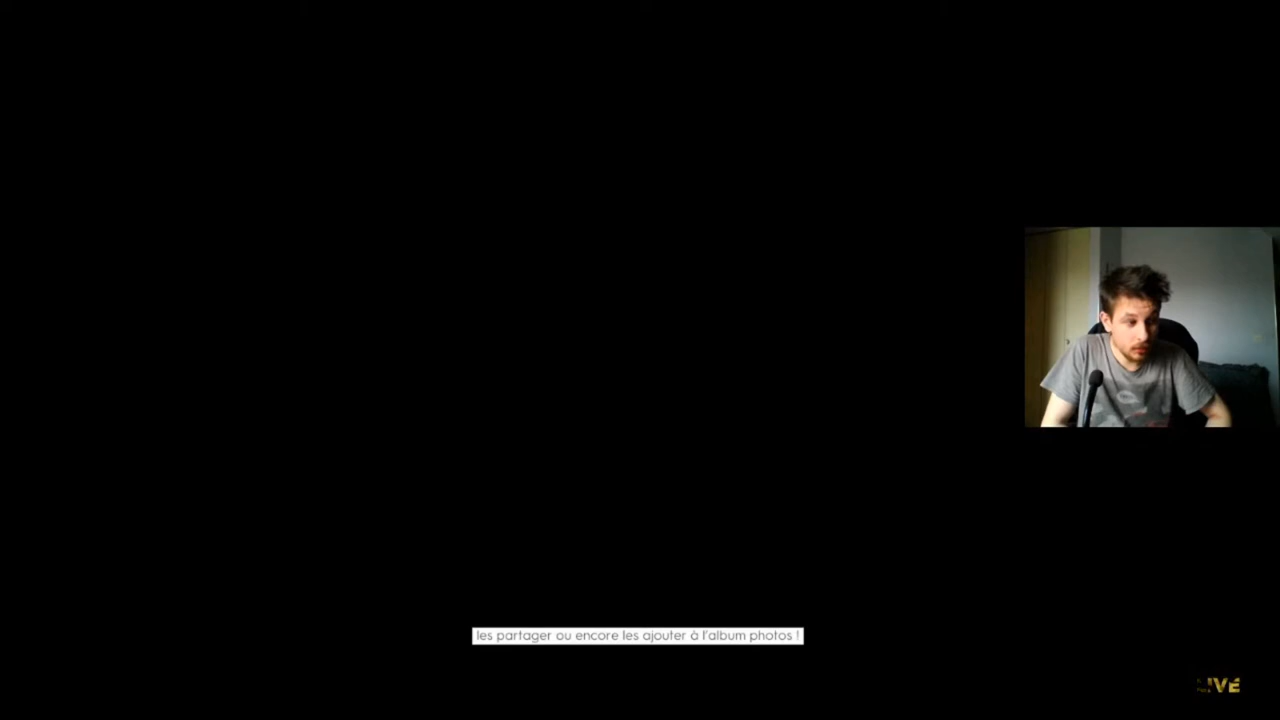 les partager ou encore les ajouter à l'album photos !